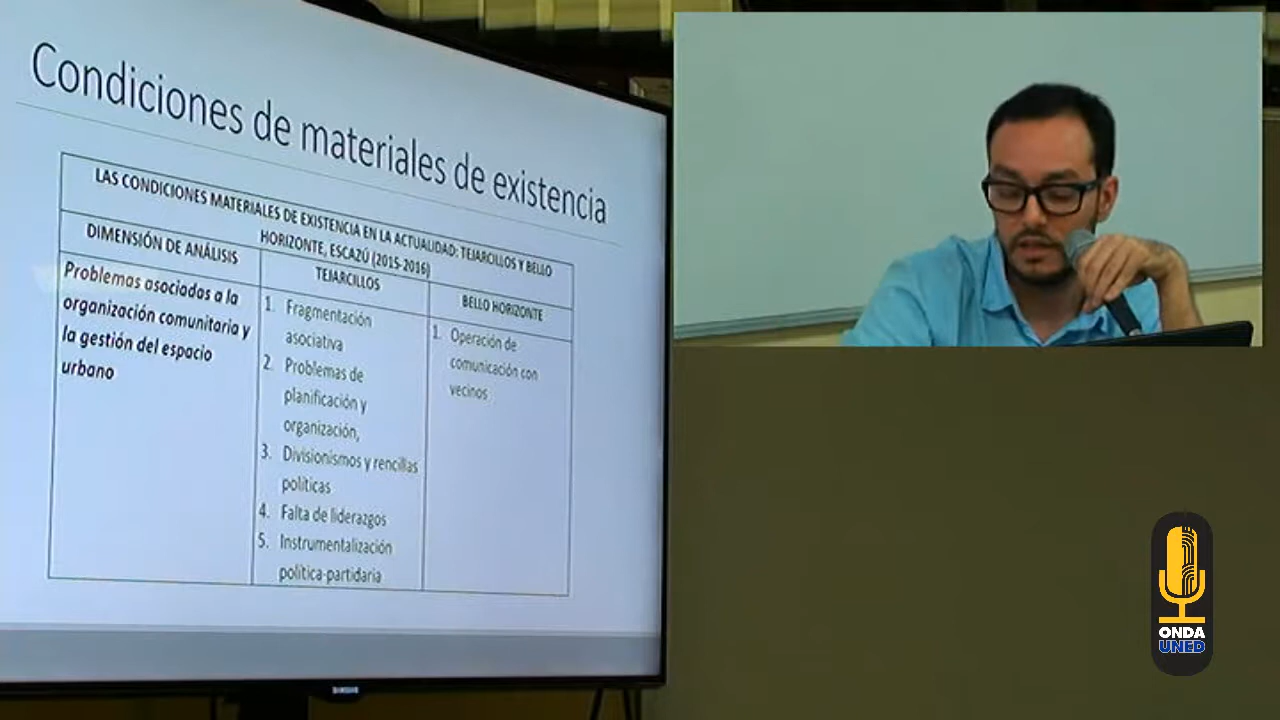 Condiciones de materiales de existencia
LAS CONDICIONES MATERIALES DE EXISTENCIA EN LA ACTUALIDAD: TEJARCILLOS Y BELLO
HORIZONTE, ESCAZÚ (2015-2016)
DIMENSIÓN DE ANÁLISIS
TEJARCILLOS
BELLO HORIZONTE
Problemas asociados a la
organización comunitaria y
la gestión del espacio
urbano
1. Fragmentación
asociativa
2. Problemas de
planificación y
organización,
3. Divisionismos y rencillas
políticas
4. Falta de liderazgos
5. Instrumentalización
política-partidaria
1. Operación de
comunicación con
vecinos
SAMSUNG
ONDA
UNED